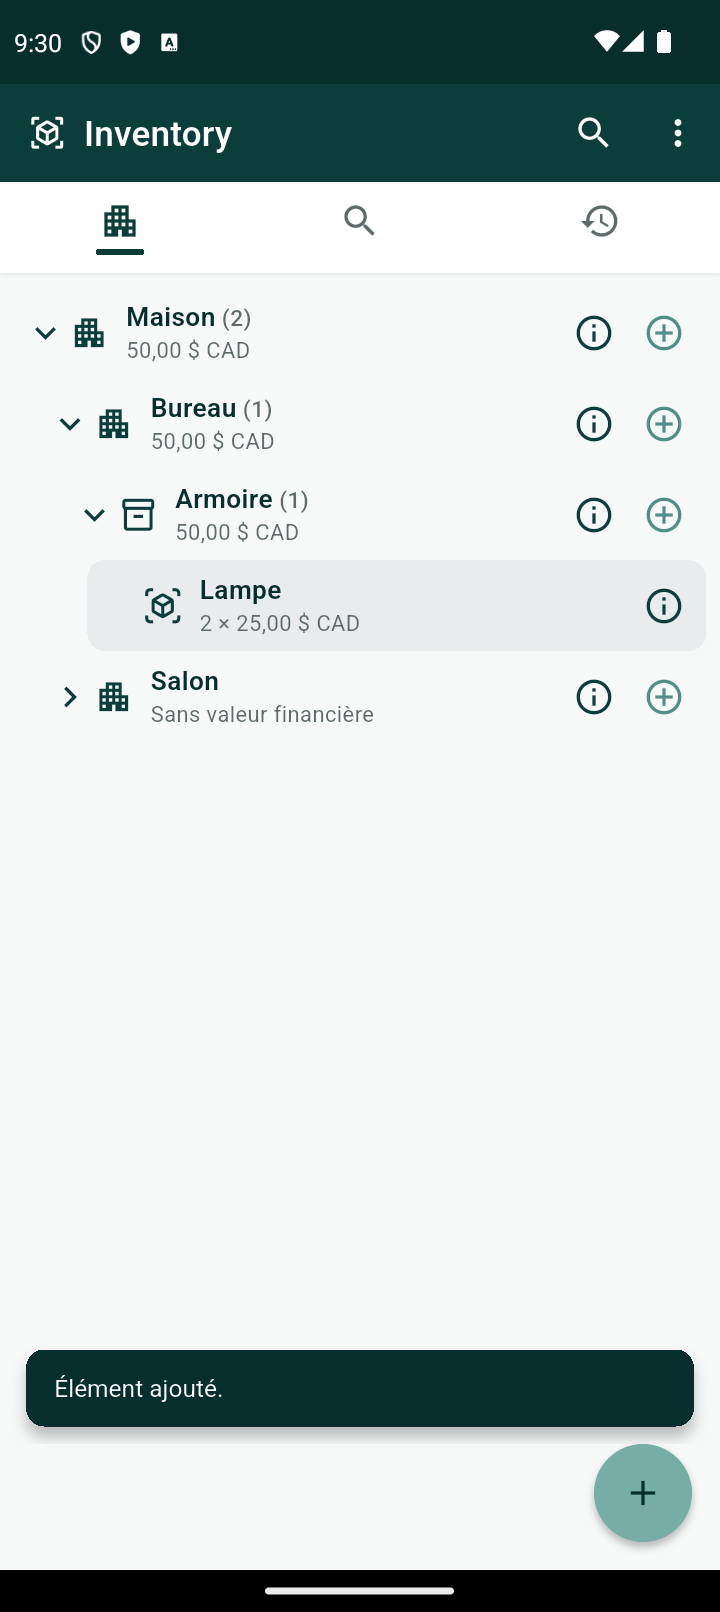 9:30
Inventory
Maison (2)
50,00 $ CAD
Bureau (1)
50,00 $ CAD
Armoire (1)
50,00 $ CAD
Lampe
2 × 25,00 $ CAD
Salon
Sans valeur financière
Élément ajouté.